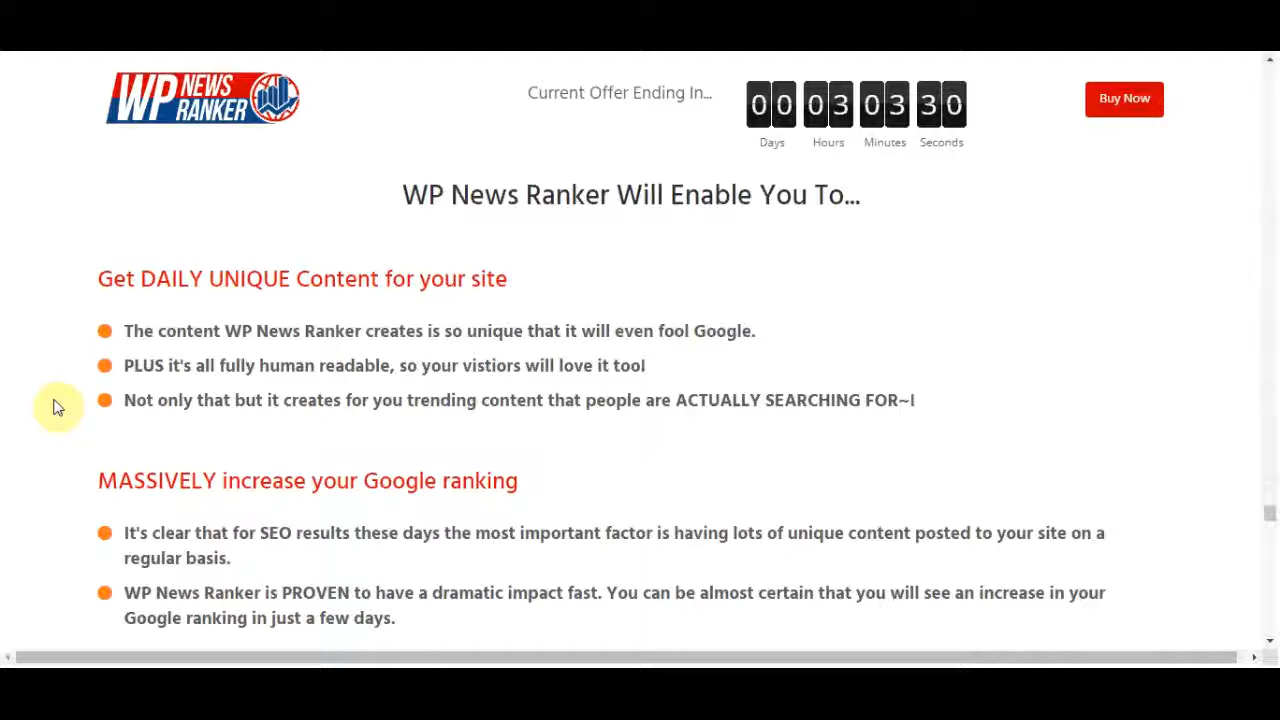 WP NEWS RANKER
Current Offer Ending In...
00 03 03 30
Days Hours Minutes Seconds
Buy Now
WP News Ranker Will Enable You To...
Get DAILY UNIQUE Content for your site
The content WP News Ranker creates is so unique that it will even fool Google.
PLUS it's all fully human readable, so your vistiors will love it too!
Not only that but it creates for you trending content that people are ACTUALLY SEARCHING FOR~!
MASSIVELY increase your Google ranking
It's clear that for SEO results these days the most important factor is having lots of unique content posted to your site on a
regular basis.
WP News Ranker is PROVEN to have a dramatic impact fast. You can be almost certain that you will see an increase in your
Google ranking in just a few days.